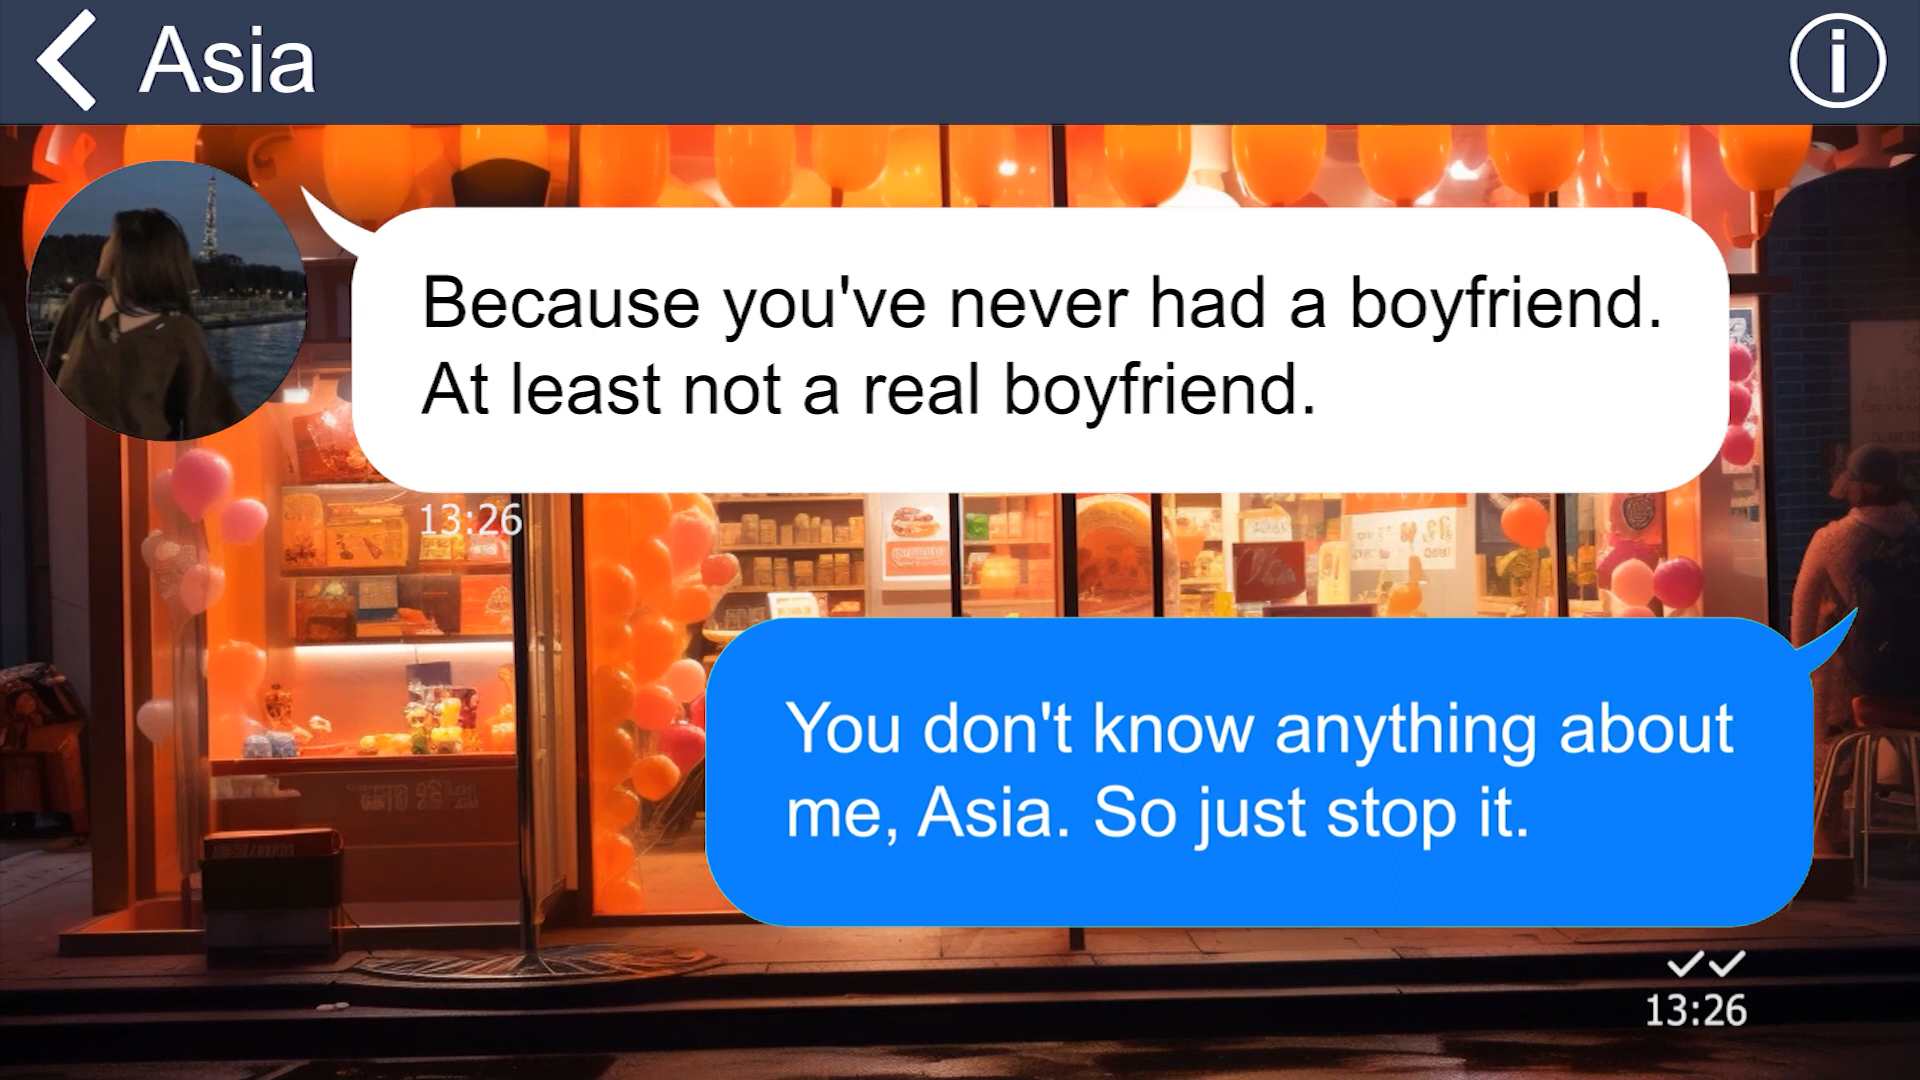 Asia
Because you've never had a boyfriend.
At least not a real boyfriend.
13:26
You don't know anything about
me, Asia. So just stop it.
13:26